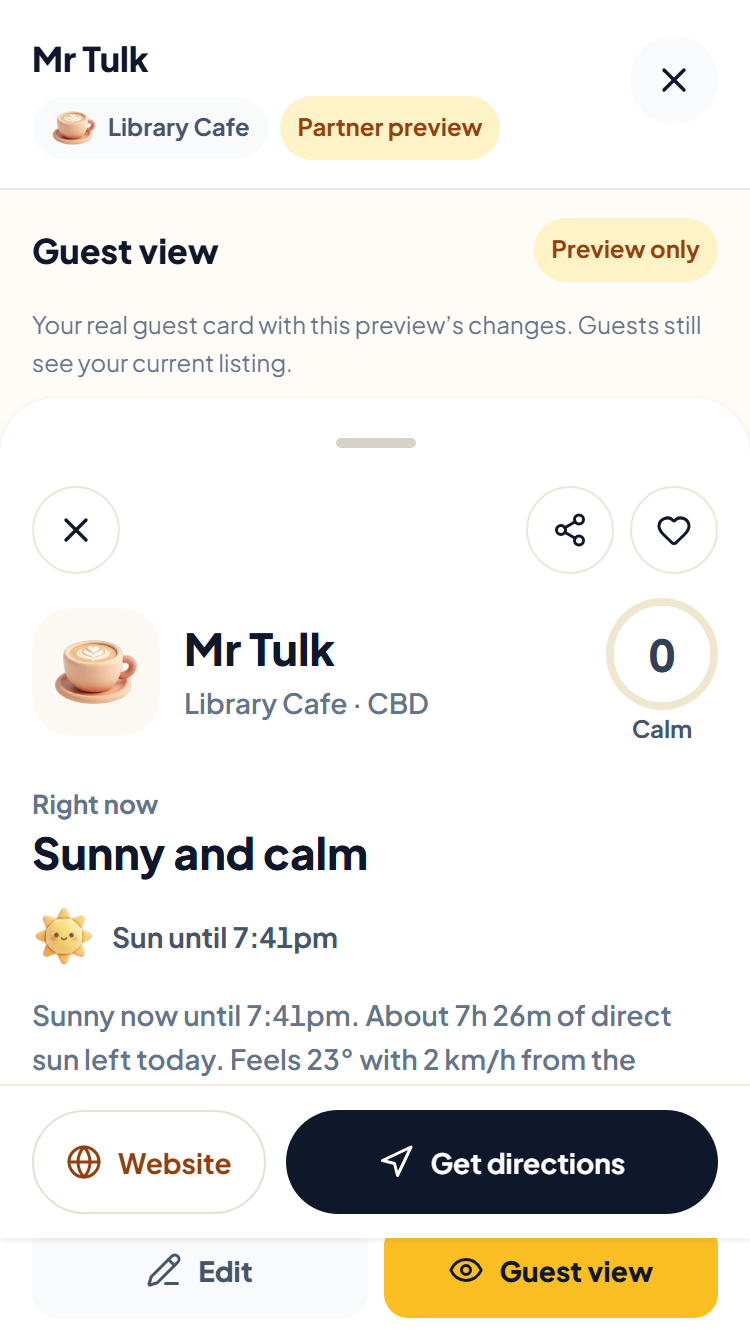 Mr Tulk
Library Cafe
Partner preview
Guest view
Preview only
Your real guest card with this preview’s changes. Guests still
see your current listing.
Mr Tulk
Library Cafe · CBD
0
Calm
Right now
Sunny and calm
Sun until 7:41pm
Sunny now until 7:41pm. About 7h 26m of direct
sun left today. Feels 23° with 2 km/h from the
Website
Get directions
Edit
Guest view